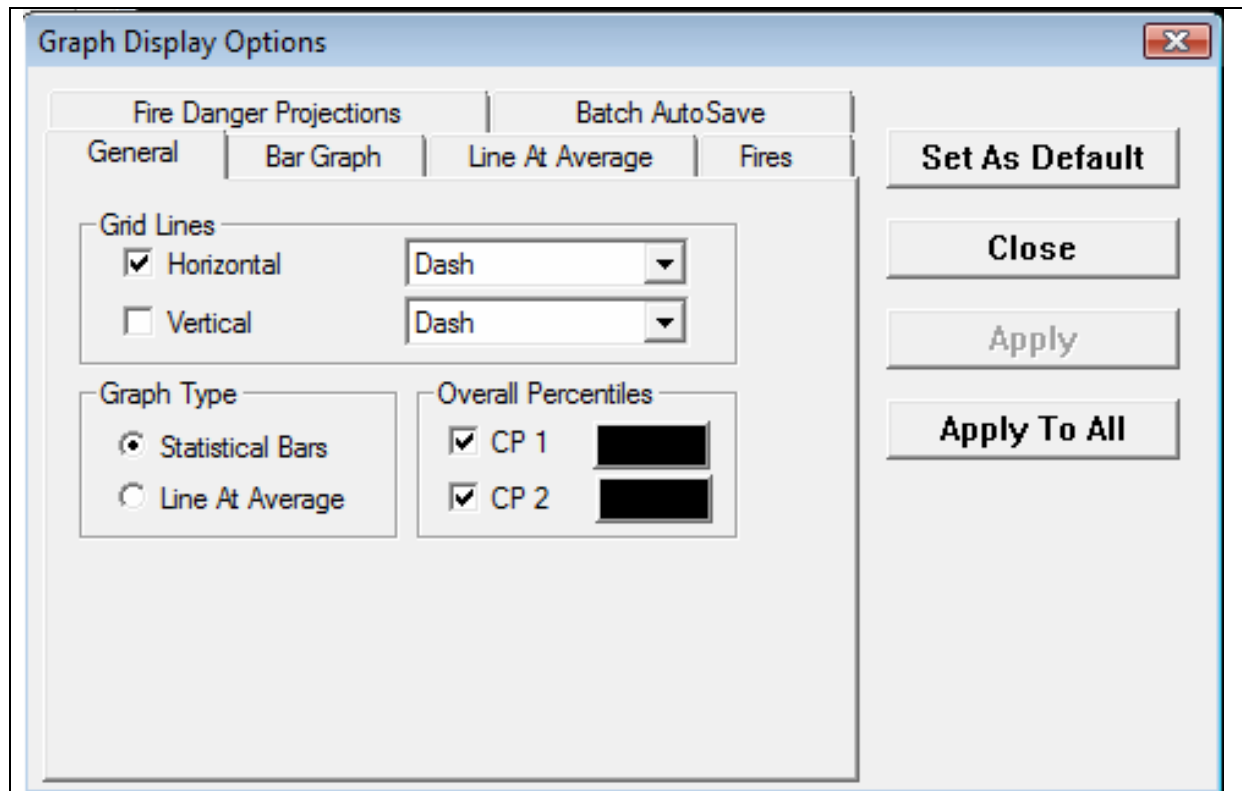 Graph Display Options
Fire Danger Projections Batch AutoSave
General Bar Graph Line At Average Fires
Set As Default
Grid Lines
Horizontal Dash
Close
Vertical Dash
Apply
Graph Type Overall Percentiles
Statistical Bars CP 1
Apply To All
Line At Average CP 2